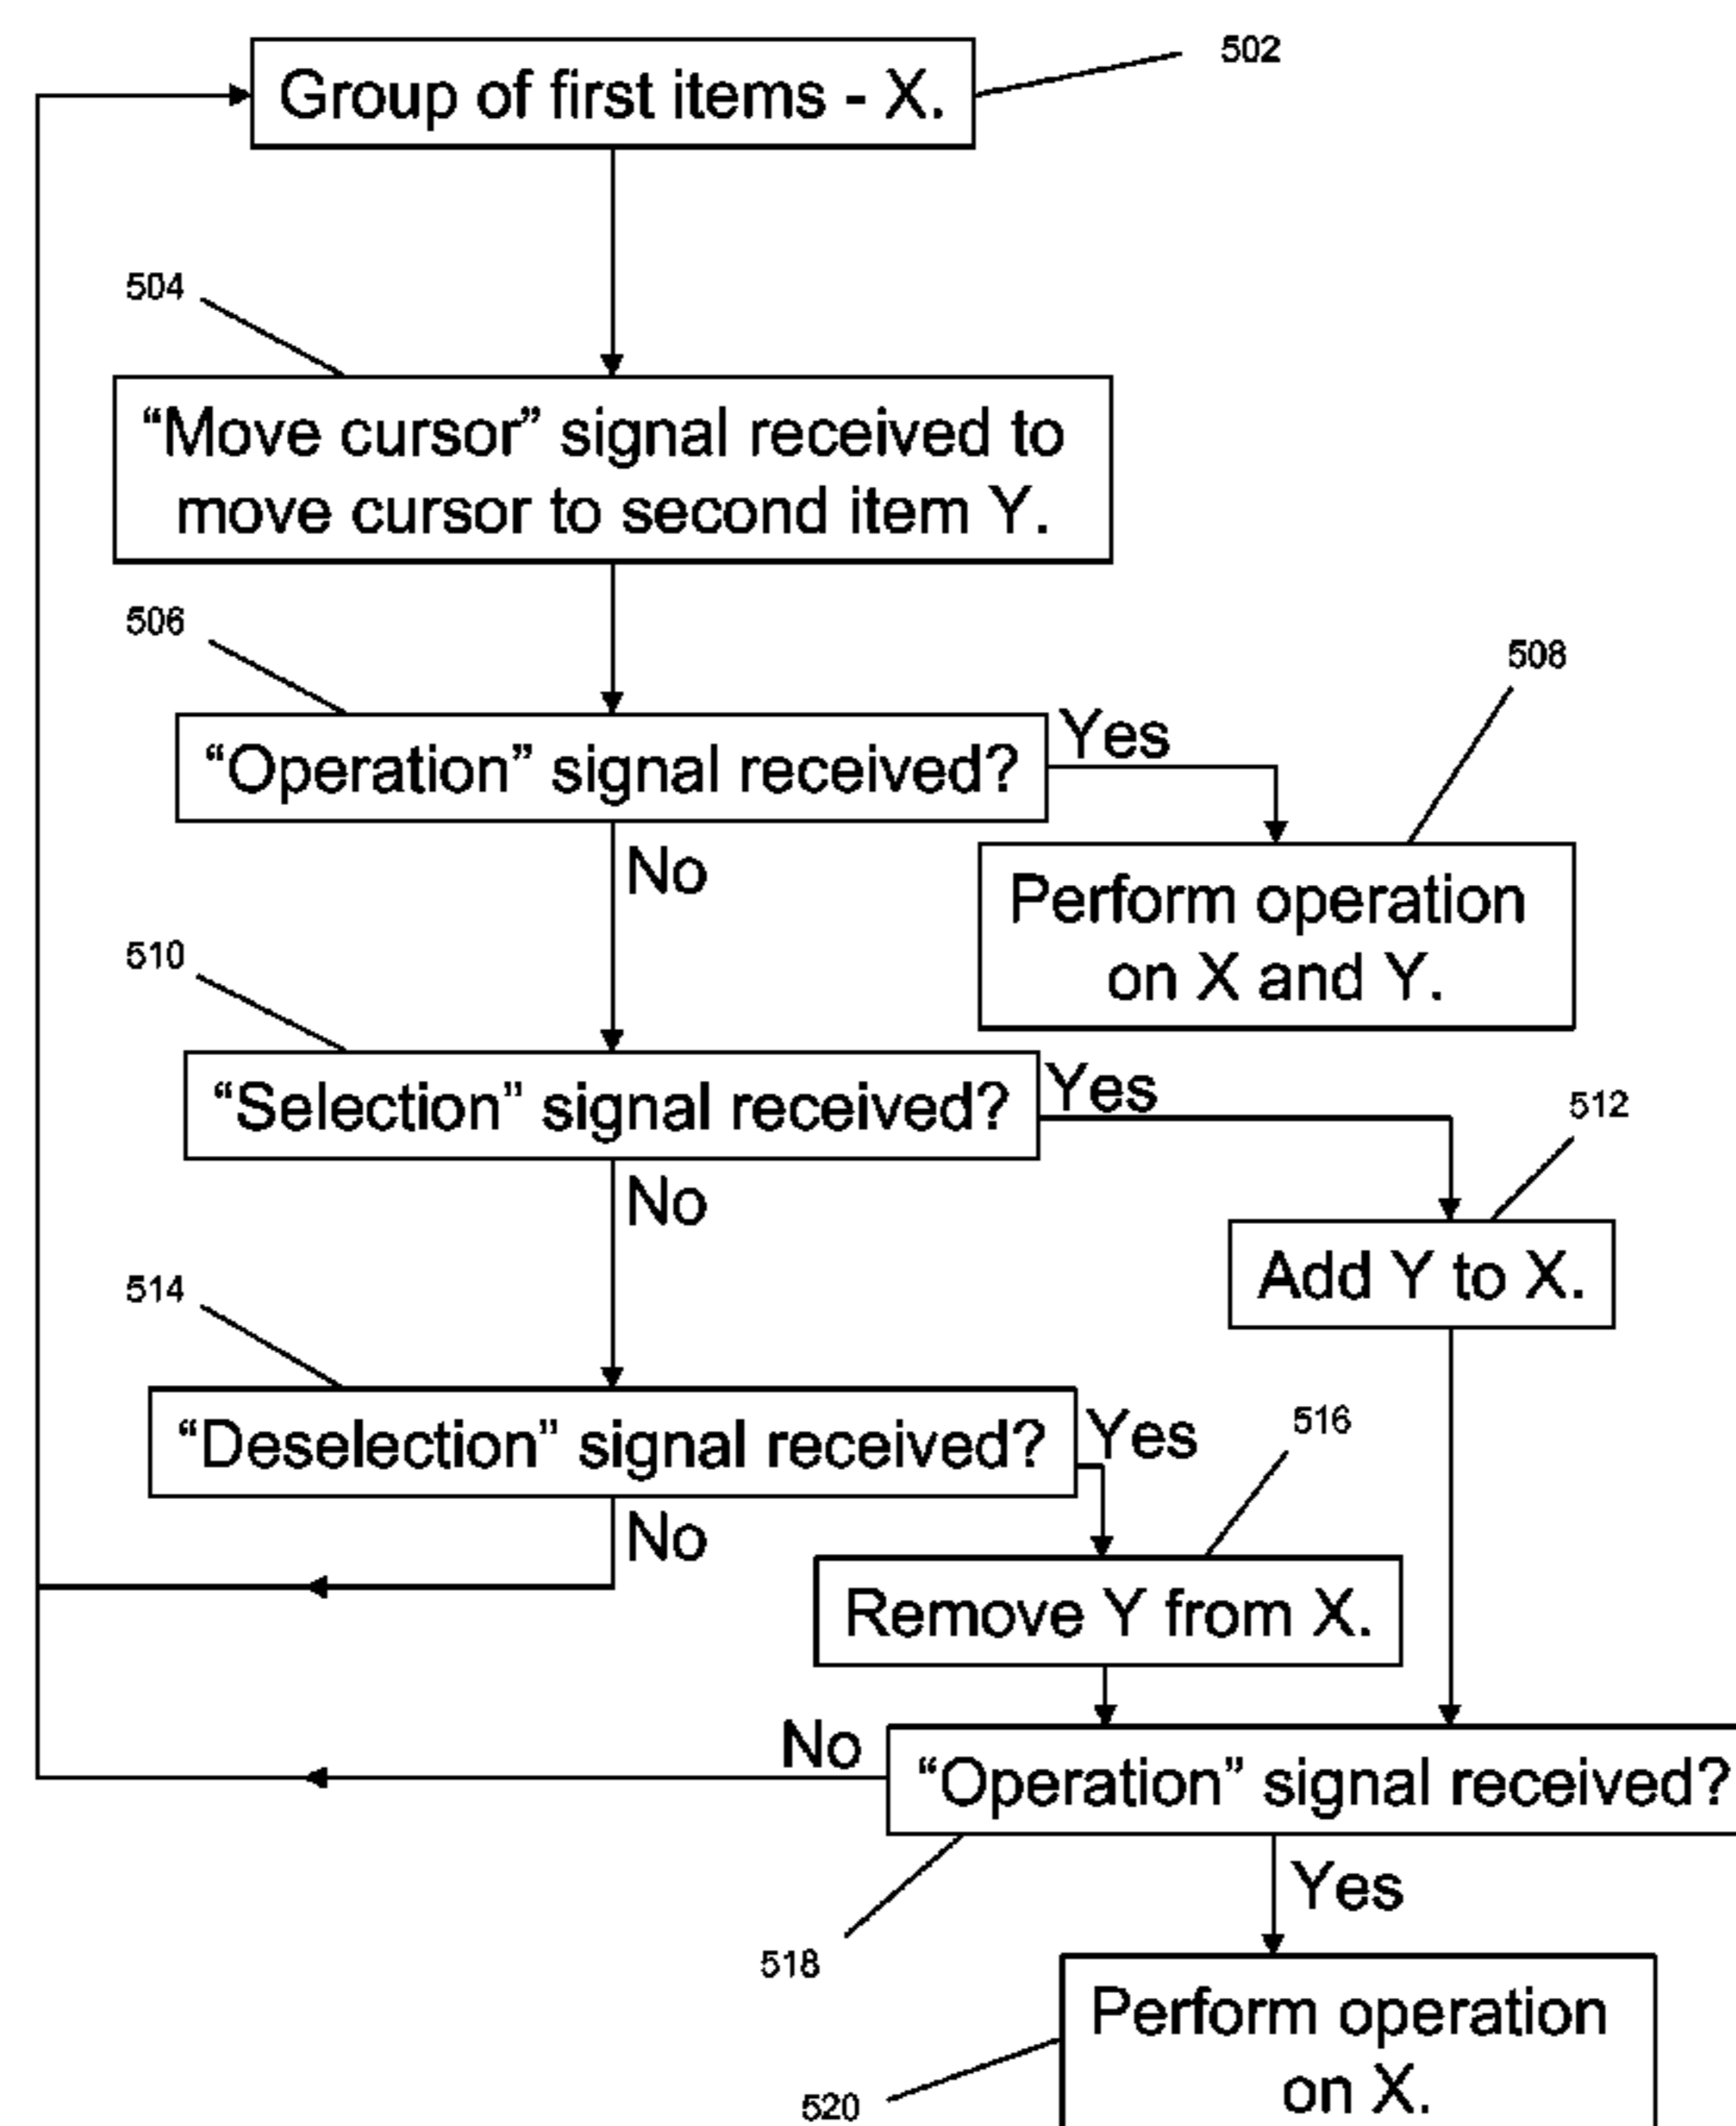 502
Group of first items - X.
504
“Move cursor” signal received to
move cursor to second item Y.
506
“Operation” signal received?
Yes
508
No
Perform operation
on X and Y.
510
“Selection” signal received?
Yes
512
No
Add Y to X.
514
“Deselection” signal received?
Yes
516
No
Remove Y from X.
No
“Operation” signal received?
Yes
518
Perform operation
on X.
520